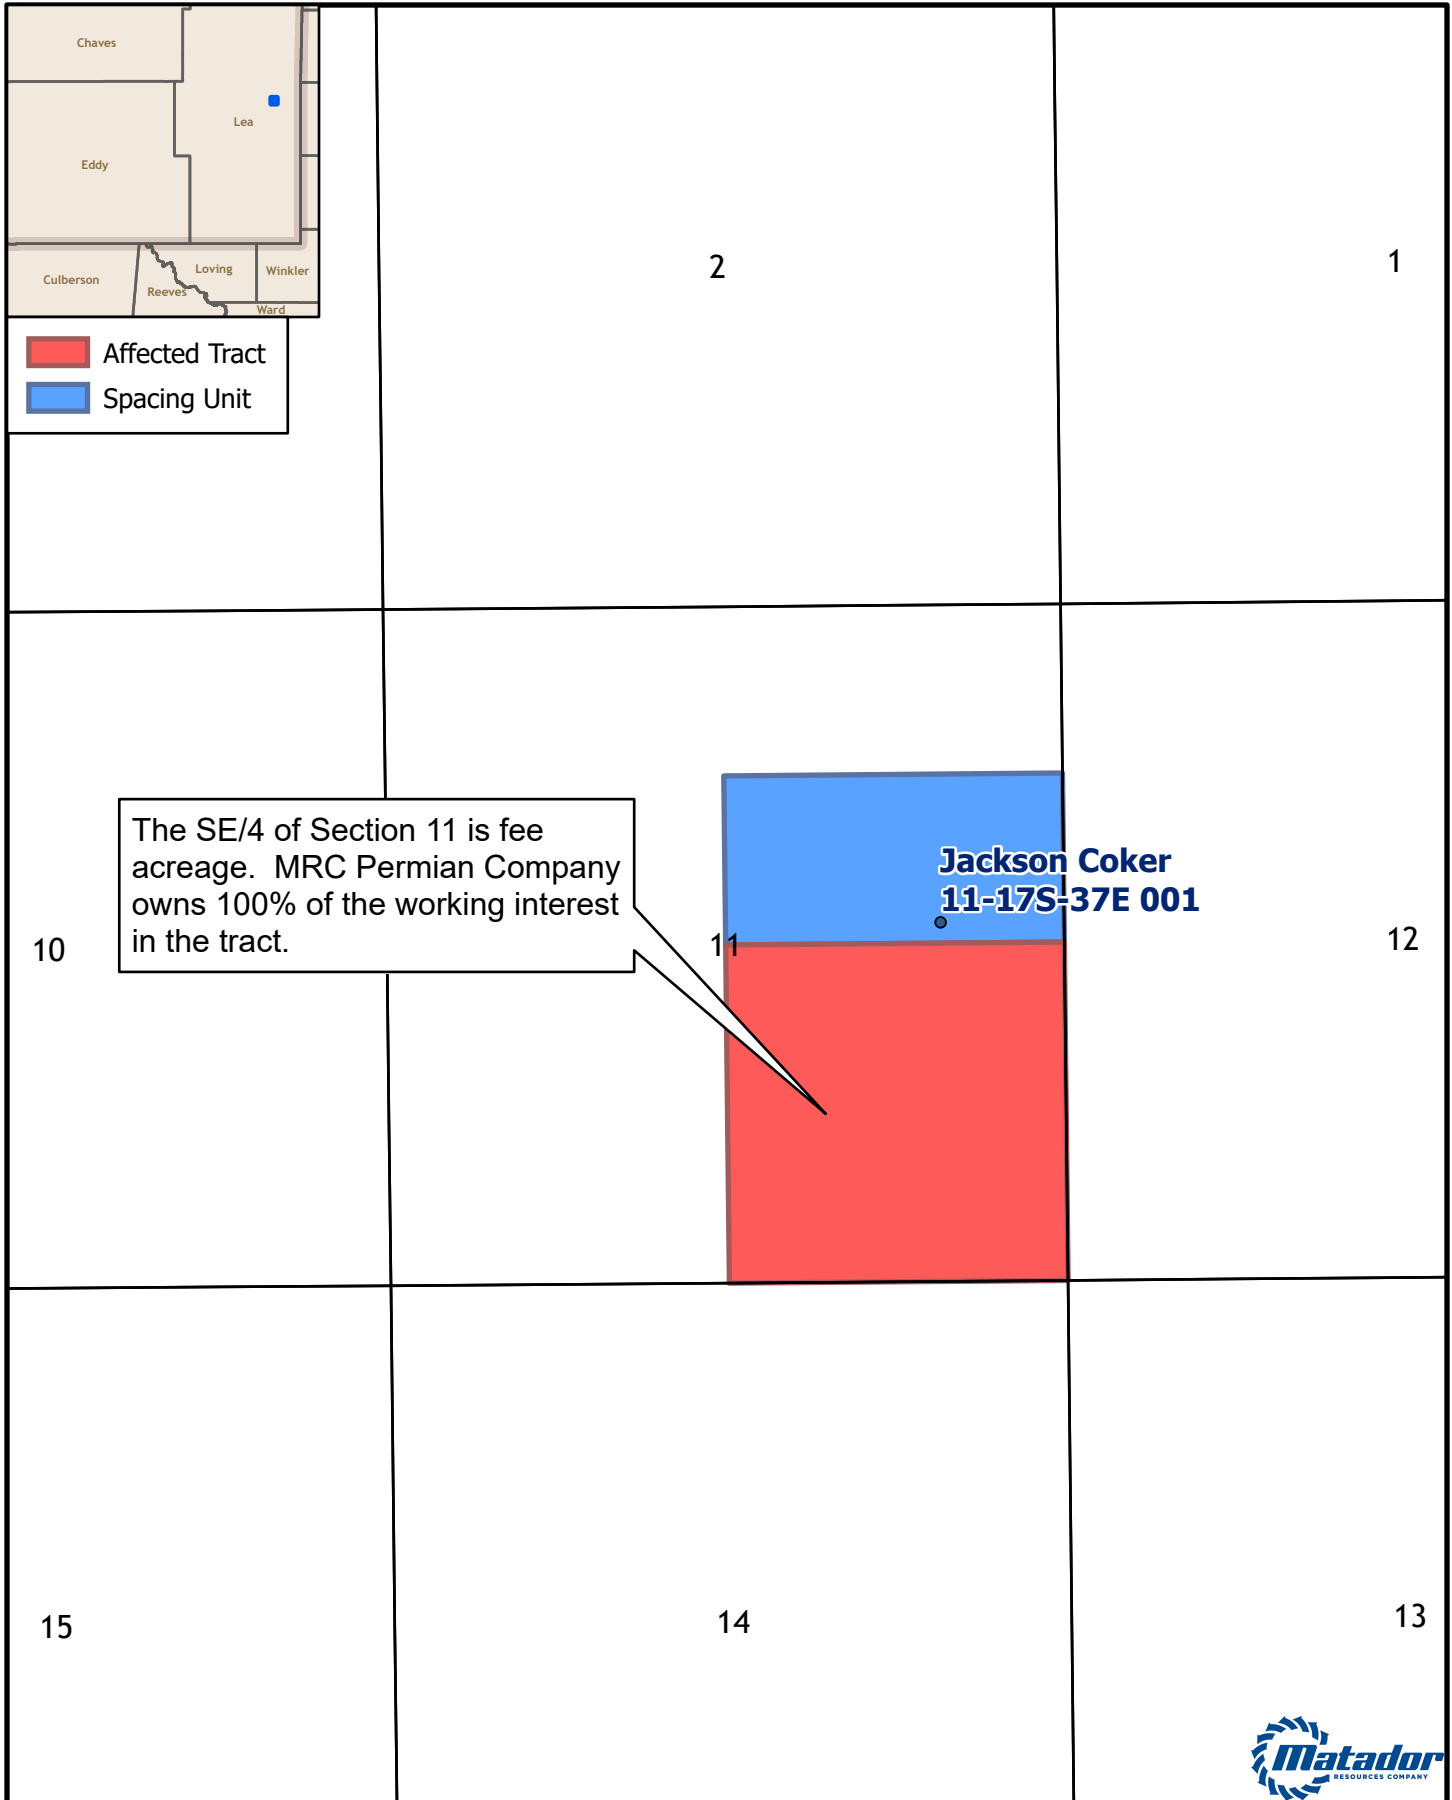 Chaves
Lea
Eddy
Culberson
Reeves
Loving
Winkler
Ward
Affected Tract
Spacing Unit
2
1
The SE/4 of Section 11 is fee
acreage.  MRC Permian Company
owns 100% of the working interest
in the tract.
Jackson Coker
11-17S-37E 001
10
11
12
15
14
13
Matador
RESOURCES COMPANY